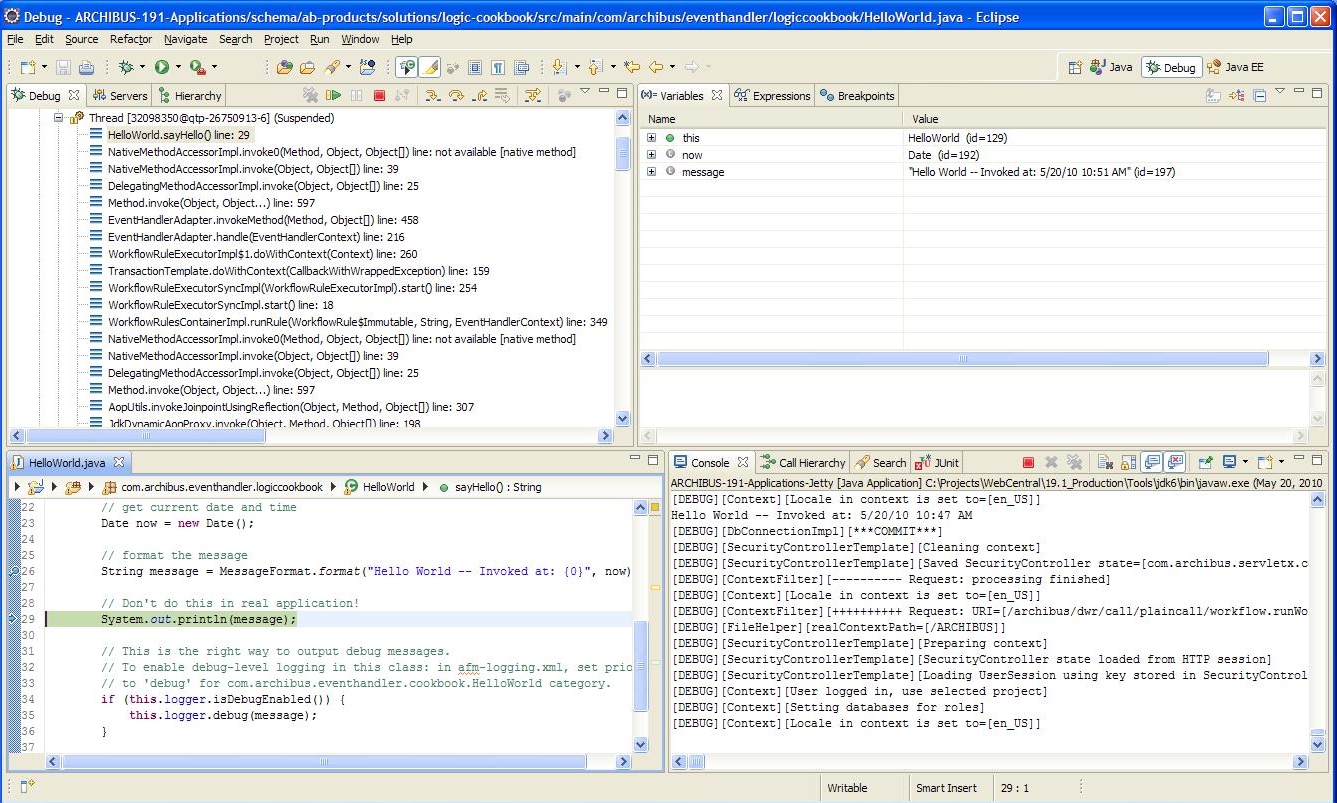 Debug - ARCHIBUS-191-Applications/schema/ab-products/solutions/logic-cookbook/src/main/com/archibus/eventhandler/logiccookbook/HelloWorld.java - Eclipse
File Edit Source Refactor Navigate Search Project Run Window Help
Java Debug Java EE
Debug Servers Hierarchy
Thread [32098350@qtp-26750913-6] (Suspended)
HelloWorld.sayHello() line: 29
NativeMethodAccessorImpl.invoke0(Method, Object, Object[]) line: not available [native method]
NativeMethodAccessorImpl.invoke(Object, Object[]) line: 39
DelegatingMethodAccessorImpl.invoke(Object, Object[]) line: 25
Method.invoke(Object, Object...) line: 597
EventHandlerAdapter.invokeMethod(Method, Object[]) line: 458
EventHandlerAdapter.handle(EventHandlerContext) line: 216
WorkflowRuleExecutorImpl$1.doWithContext(Context) line: 260
TransactionTemplate.doWithContext(CallbackWithWrappedException) line: 159
WorkflowRuleExecutorSyncImpl(WorkflowRuleExecutorImpl).start() line: 254
WorkflowRuleExecutorSyncImpl.start() line: 18
WorkflowRulesContainerImpl.runRule(WorkflowRule$Immutable, String, EventHandlerContext) line: 349
NativeMethodAccessorImpl.invoke0(Method, Object, Object[]) line: not available [native method]
NativeMethodAccessorImpl.invoke(Object, Object[]) line: 39
DelegatingMethodAccessorImpl.invoke(Object, Object[]) line: 25
Method.invoke(Object, Object...) line: 597
AopUtils.invokeJoinpointUsingReflection(Object, Method, Object[]) line: 307
JdkDynamicAopProxy.invoke(Object, Method, Object[]) line: 198
(x)= Variables Expressions Breakpoints
Name Value
this HelloWorld (id=129)
now Date (id=192)
message "Hello World -- Invoked at: 5/20/10 10:51 AM" (id=197)
HelloWorld.java
com.archibus.eventhandler.logiccookbook HelloWorld sayHello() : String
22 // get current date and time
23 Date now = new Date();
24
25 // format the message
26 String message = MessageFormat.format("Hello World -- Invoked at: {0}", now)
27
28 // Don't do this in real application!
29 System.out.println(message);
30
31 // This is the right way to output debug messages.
32 // To enable debug-level logging in this class: in afm-logging.xml, set prio
33 // to 'debug' for com.archibus.eventhandler.cookbook.HelloWorld category.
34 if (this.logger.isDebugEnabled()) {
35 this.logger.debug(message);
36 }
37
Console Call Hierarchy Search JUnit
ARCHIBUS-191-Applications-Jetty [Java Application] C:\Projects\WebCentral\19.1_Production\Tools\jdk6\bin\javaw.exe (May 20, 2010
[DEBUG][Context][Locale in context is set to=[en_US]]
Hello World -- Invoked at: 5/20/10 10:47 AM
[DEBUG][DbConnectionImpl][***COMMIT***]
[DEBUG][SecurityControllerTemplate][Cleaning context]
[DEBUG][SecurityControllerTemplate][Saved SecurityController state=[com.archibus.servletx.c
[DEBUG][ContextFilter][---------- Request: processing finished]
[DEBUG][Context][Locale in context is set to=[en_US]]
[DEBUG][ContextFilter][++++++++++ Request: URI=[/archibus/dwr/call/plaincall/workflow.runWo
[DEBUG][FileHelper][realContextPath=[/ARCHIBUS]]
[DEBUG][SecurityControllerTemplate][Preparing context]
[DEBUG][SecurityControllerTemplate][SecurityController state loaded from HTTP session]
[DEBUG][SecurityControllerTemplate][Loading UserSession using key stored in SecurityControl
[DEBUG][Context][User logged in, use selected project]
[DEBUG][Context][Setting databases for roles]
[DEBUG][Context][Locale in context is set to=[en_US]]
Writable Smart Insert 29 : 1